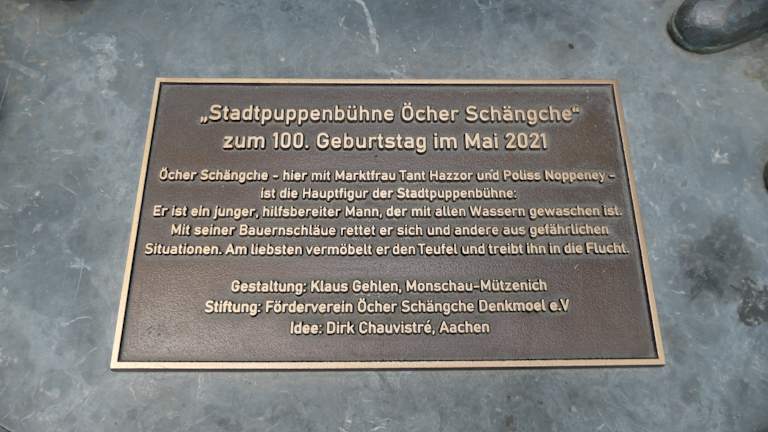 „Stadtpuppenbühne Öcher Schängche“
zum 100. Geburtstag im Mai 2021
Öcher Schängche - hier mit Marktfrau Tant Hazzor und Poliss Noppeney -
ist die Hauptfigur der Stadtpuppenbühne:
Er ist ein junger, hilfsbereiter Mann, der mit allen Wassern gewaschen ist.
Mit seiner Bauernschläue rettet er sich und andere aus gefährlichen
Situationen. Am liebsten vermöbelt er den Teufel und treibt ihn in die Flucht.
Gestaltung: Klaus Gehlen, Monschau-Mützenich
Stiftung: Förderverein Öcher Schängche Denkmoel e.V
Idee: Dirk Chauvistré, Aachen